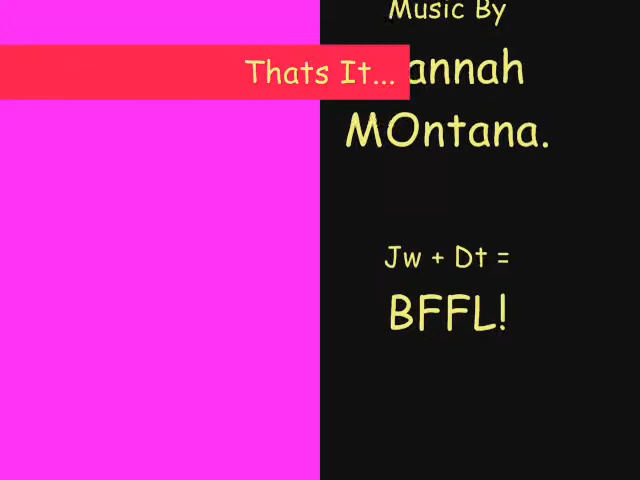 Music By
Thats It...
annah
MOntana.
Jw + Dt =
BFFL!